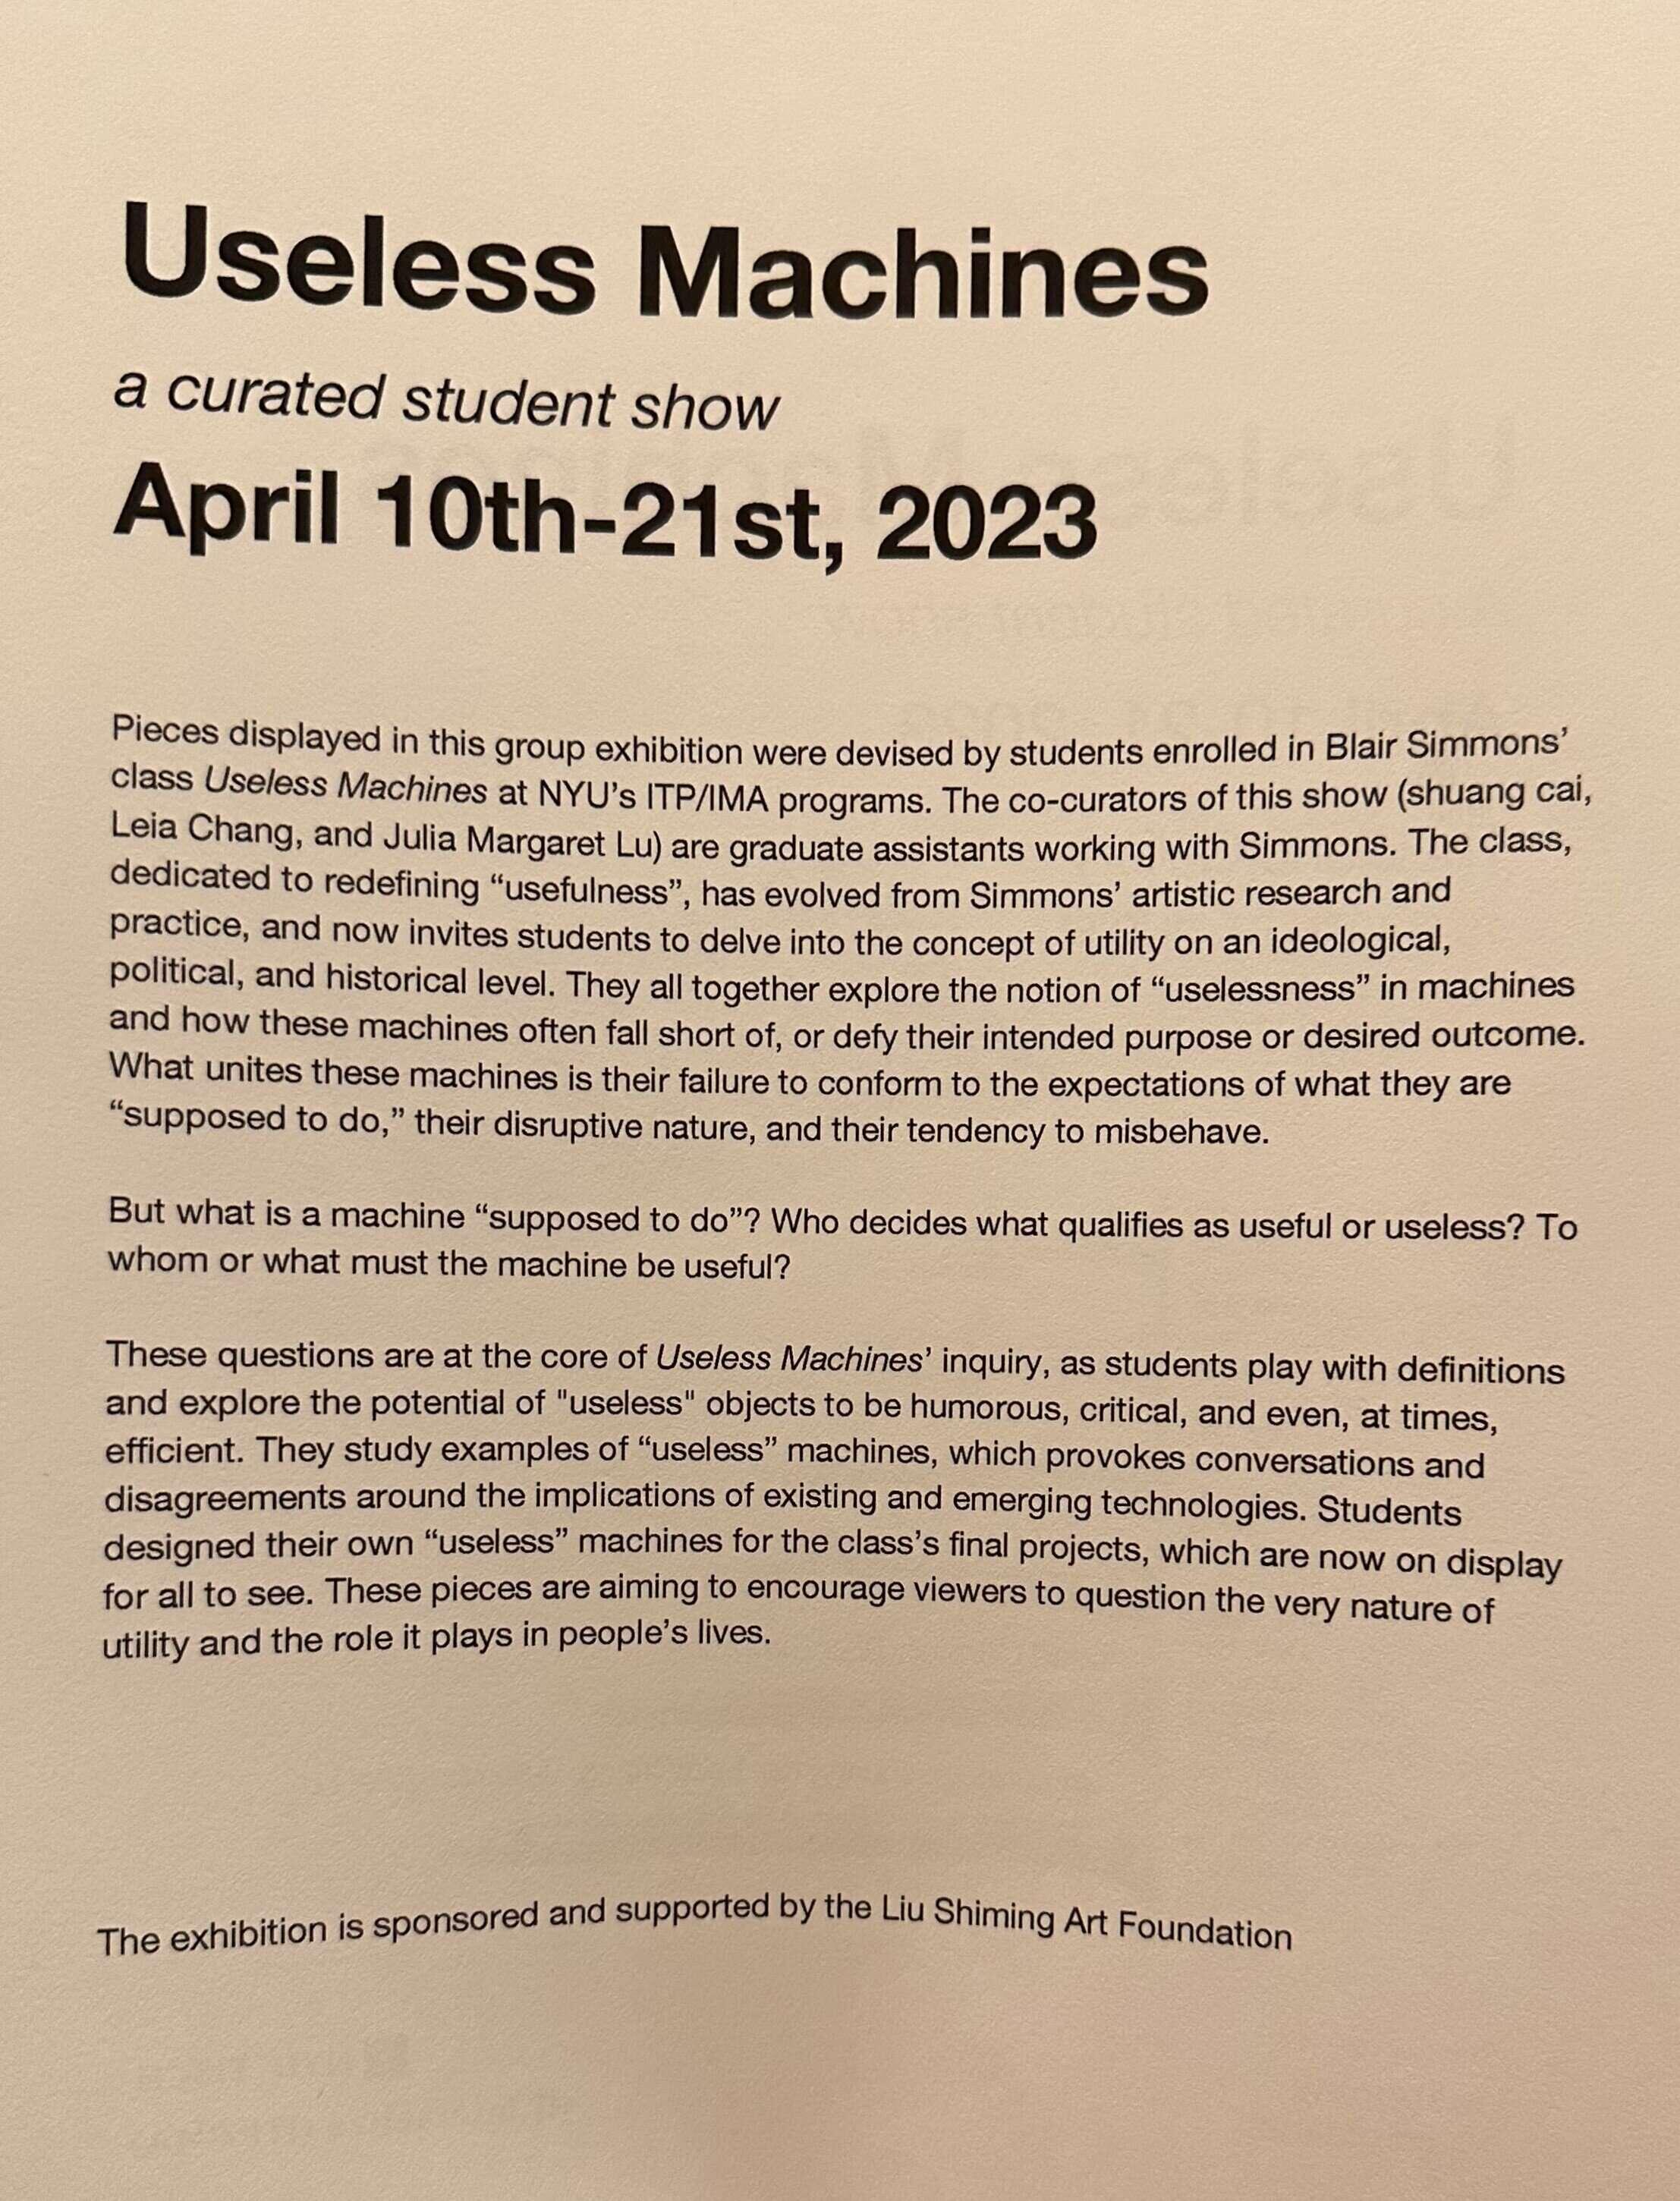 Useless Machines
a curated student show
April 10th-21st, 2023
Pieces displayed in this group exhibition were devised by students enrolled in Blair Simmons’
class Useless Machines at NYU’s ITP/IMA programs. The co-curators of this show (shuang cai,
Leia Chang, and Julia Margaret Lu) are graduate assistants working with Simmons. The class,
dedicated to redefining “usefulness”, has evolved from Simmons’ artistic research and
practice, and now invites students to delve into the concept of utility on an ideological,
political, and historical level. They all together explore the notion of “uselessness” in machines
and how these machines often fall short of, or defy their intended purpose or desired outcome.
What unites these machines is their failure to conform to the expectations of what they are
“supposed to do,” their disruptive nature, and their tendency to misbehave.
But what is a machine “supposed to do”? Who decides what qualifies as useful or useless? To
whom or what must the machine be useful?
These questions are at the core of Useless Machines’ inquiry, as students play with definitions
and explore the potential of "useless" objects to be humorous, critical, and even, at times,
efficient. They study examples of “useless” machines, which provokes conversations and
disagreements around the implications of existing and emerging technologies. Students
designed their own “useless” machines for the class’s final projects, which are now on display
for all to see. These pieces are aiming to encourage viewers to question the very nature of
utility and the role it plays in people’s lives.
The exhibition is sponsored and supported by the Liu Shiming Art Foundation